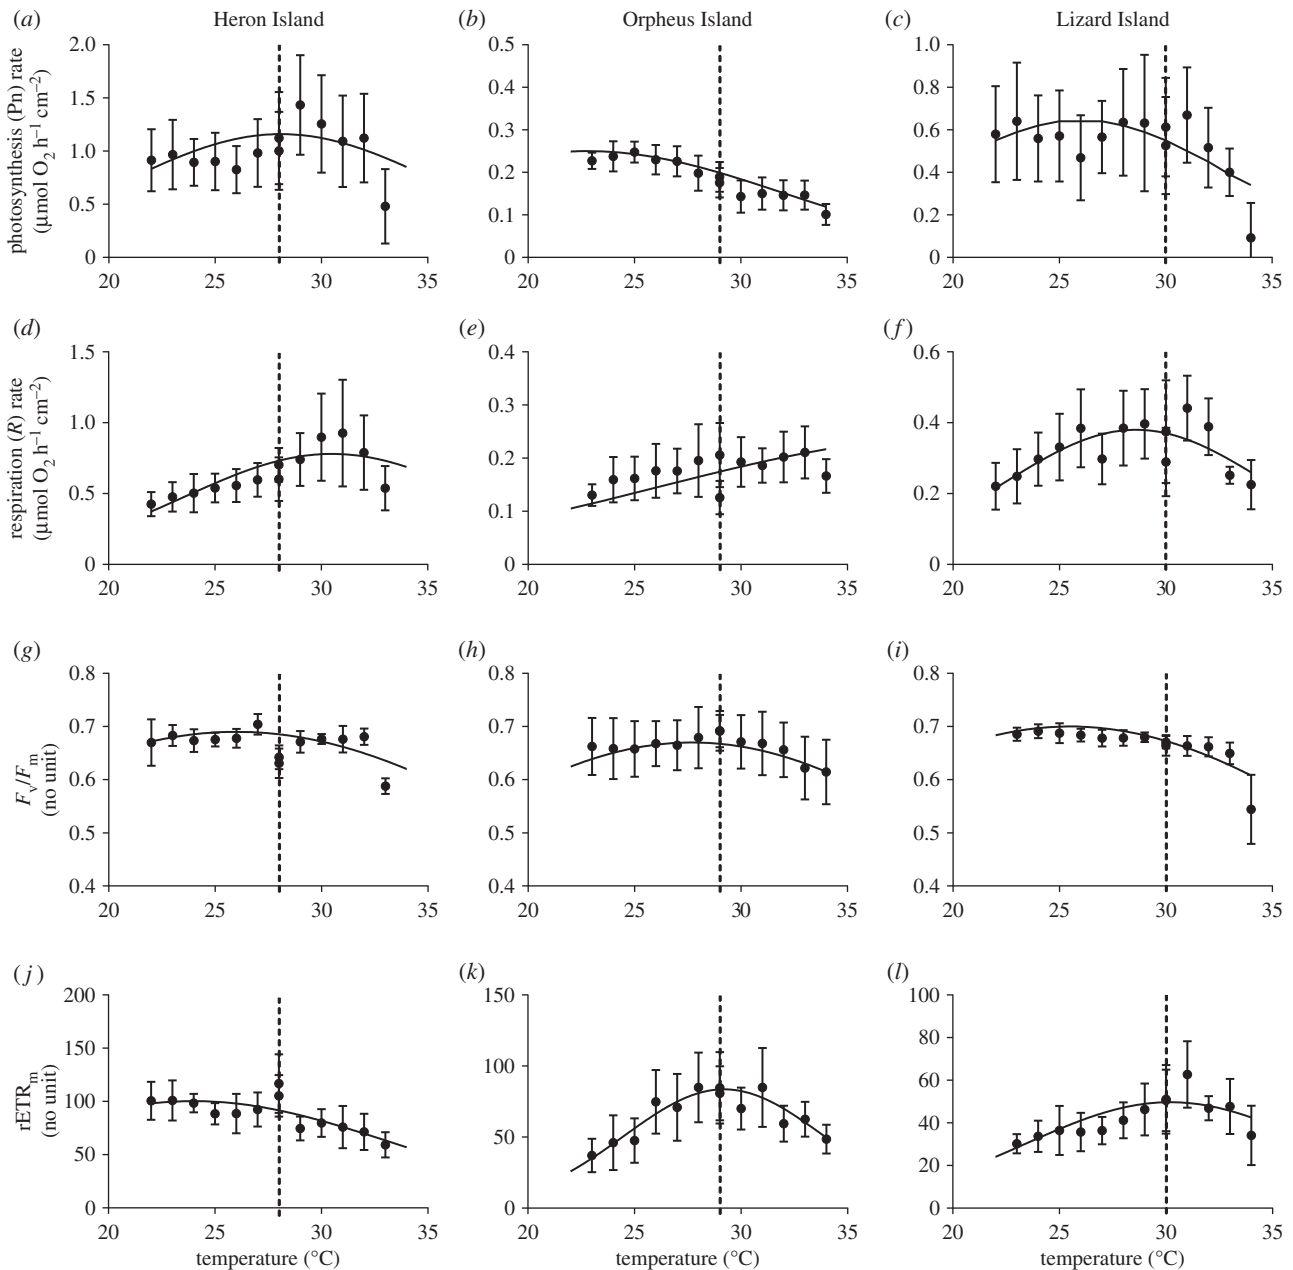 (a) Heron Island (b) Orpheus Island (c) Lizard Island
photosynthesis (Pn) rate
(µmol O2 h−1 cm−2)
2.0 0.5 1.0
1.5 0.4 0.8
1.0 0.3 0.6
0.5 0.2 0.4
0.1 0.2
0 0 0
20 25 30 35 20 25 30 35 20 25 30 35
(d) (e) (f)
respiration (R) rate
(µmol O2 h−1 cm−2)
1.5 0.4 0.6
1.0 0.3 0.4
0.5 0.2 0.2
0.1
0 0 0
20 25 30 35 20 25 30 35 20 25 30 35
(g) (h) (i)
Fv/Fm
(no unit)
0.8 0.8 0.8
0.7 0.7 0.7
0.6 0.6 0.6
0.5 0.5 0.5
0.4 0.4 0.4
20 25 30 35 20 25 30 35 20 25 30 35
(j) (k) (l)
rETRm
(no unit)
200 150 100
150 100 80
100 50 60
50 40
20
0 0 0
20 25 30 35 20 25 30 35 20 25 30 35
temperature (°C) temperature (°C) temperature (°C)